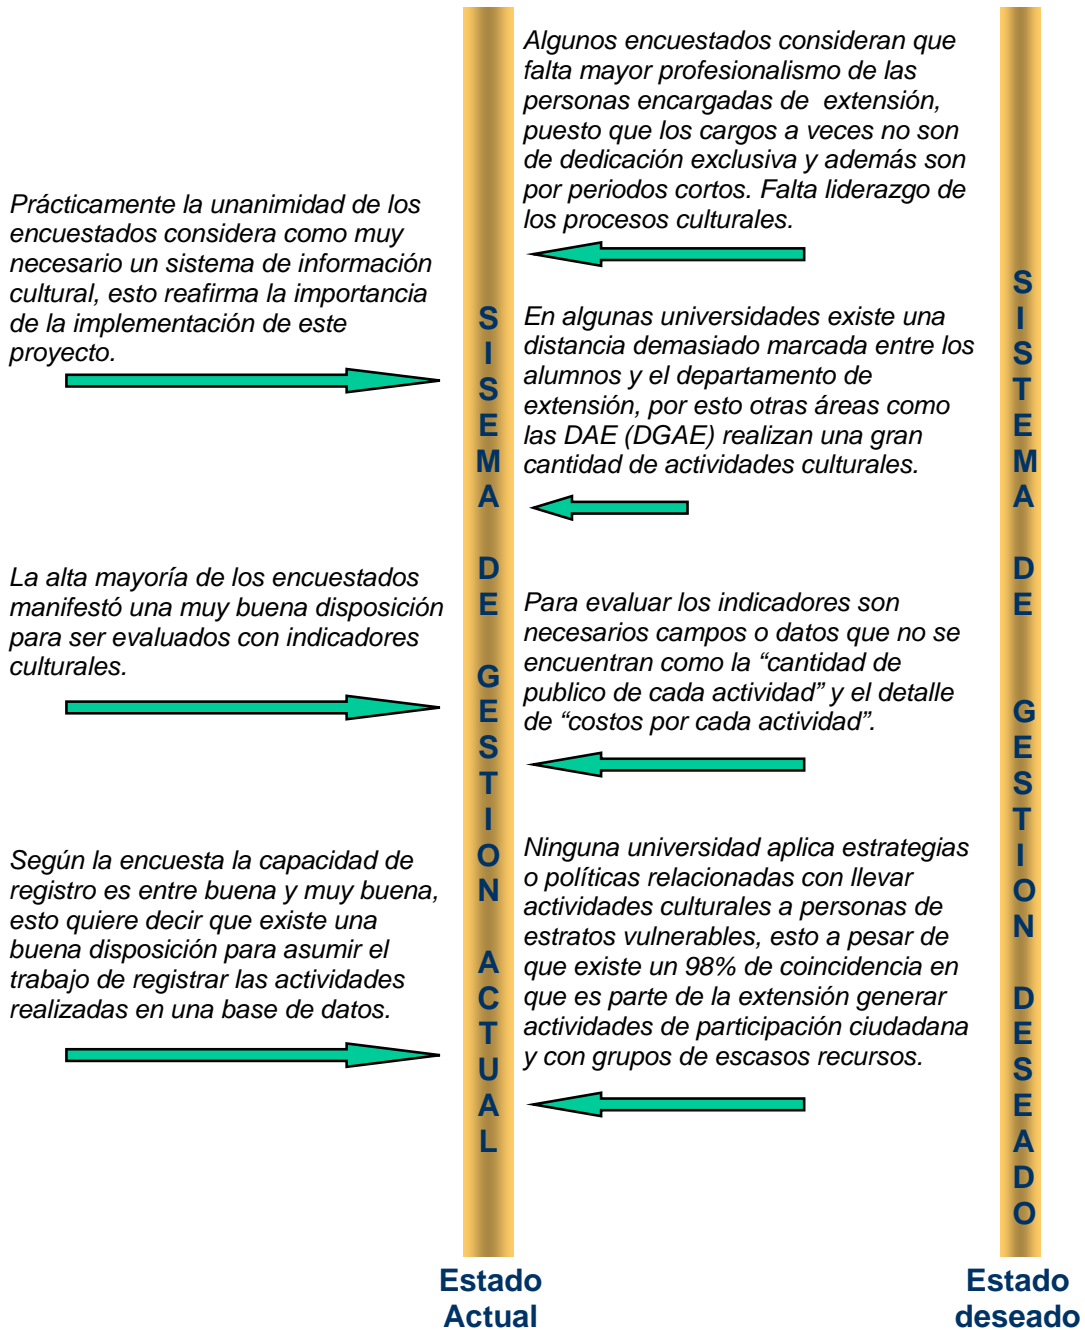 Prácticamente la unanimidad de los
encuestados considera como muy
necesario un sistema de información
cultural, esto reafirma la importancia
de la implementación de este
proyecto.
La alta mayoría de los encuestados
manifestó una muy buena disposición
para ser evaluados con indicadores
culturales.
Según la encuesta la capacidad de
registro es entre buena y muy buena,
esto quiere decir que existe una
buena disposición para asumir el
trabajo de registrar las actividades
realizadas en una base de datos.
SISEMA DE GESTION ACTUAL
Algunos encuestados consideran que
falta mayor profesionalismo de las
personas encargadas de extensión,
puesto que los cargos a veces no son
de dedicación exclusiva y además son
por periodos cortos. Falta liderazgo de
los procesos culturales.
En algunas universidades existe una
distancia demasiado marcada entre los
alumnos y el departamento de
extensión, por esto otras áreas como
las DAE (DGAE) realizan una gran
cantidad de actividades culturales.
Para evaluar los indicadores son
necesarios campos o datos que no se
encuentran como la “cantidad de
publico de cada actividad” y el detalle
de “costos por cada actividad”.
Ninguna universidad aplica estrategias
o políticas relacionadas con llevar
actividades culturales a personas de
estratos vulnerables, esto a pesar de
que existe un 98% de coincidencia en
que es parte de la extensión generar
actividades de participación ciudadana
y con grupos de escasos recursos.
SISTEMA DE GESTION DESEADO
Estado
Actual
Estado
deseado